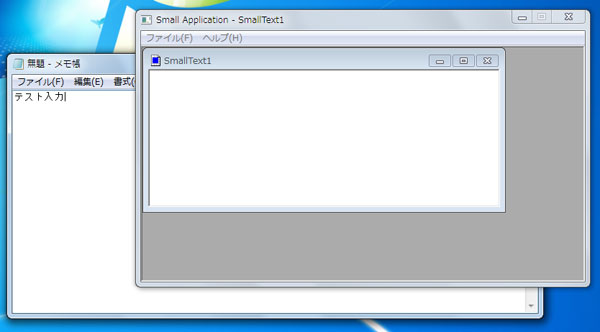 Small Application - SmallText1
ファイル(F) ヘルプ(H)
SmallText1
無題 - メモ帳
ファイル(F) 編集(E) 書式(
テスト入力